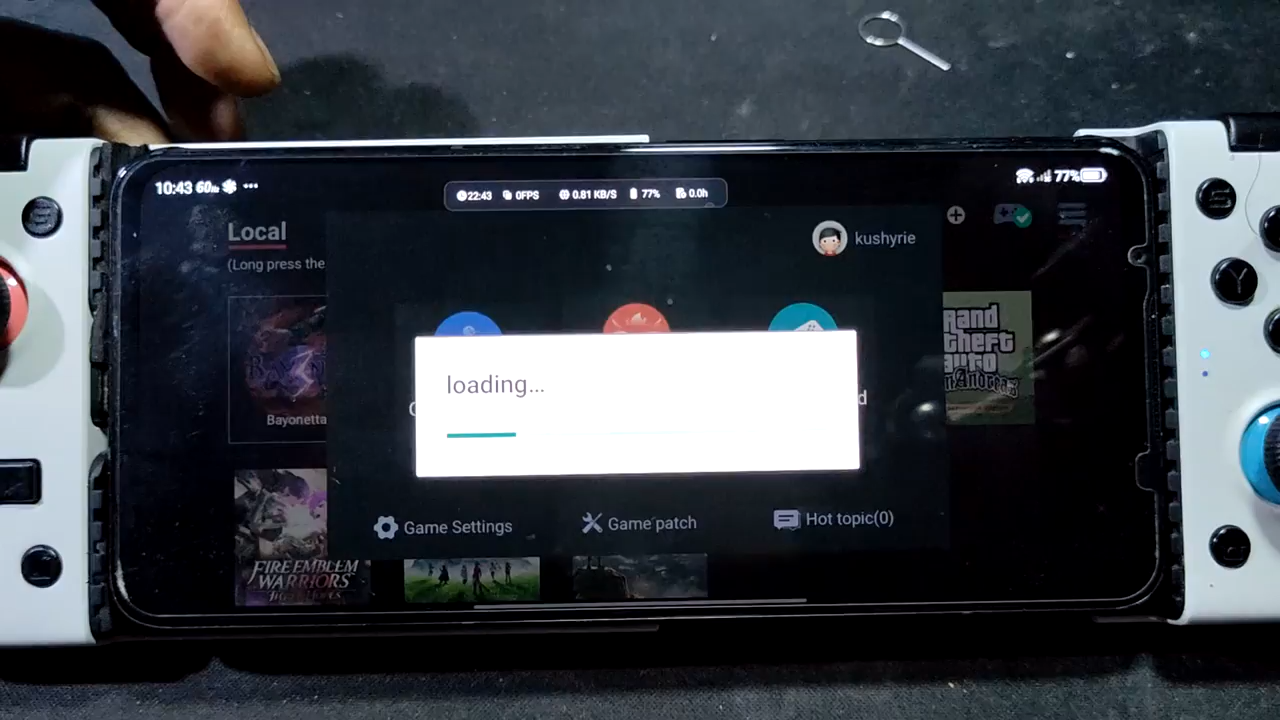 10:43 60Hz ...
22:43 0FPS 0.81 KB/S 77% 0.0h
77%
Local
(Long press the
kushyrie
Bayonetta
loading...
Grand
theft
auto
San Andreas
FIRE EMBLEM
WARRIORS
Game Settings
Game patch
Hot topic(0)
Y